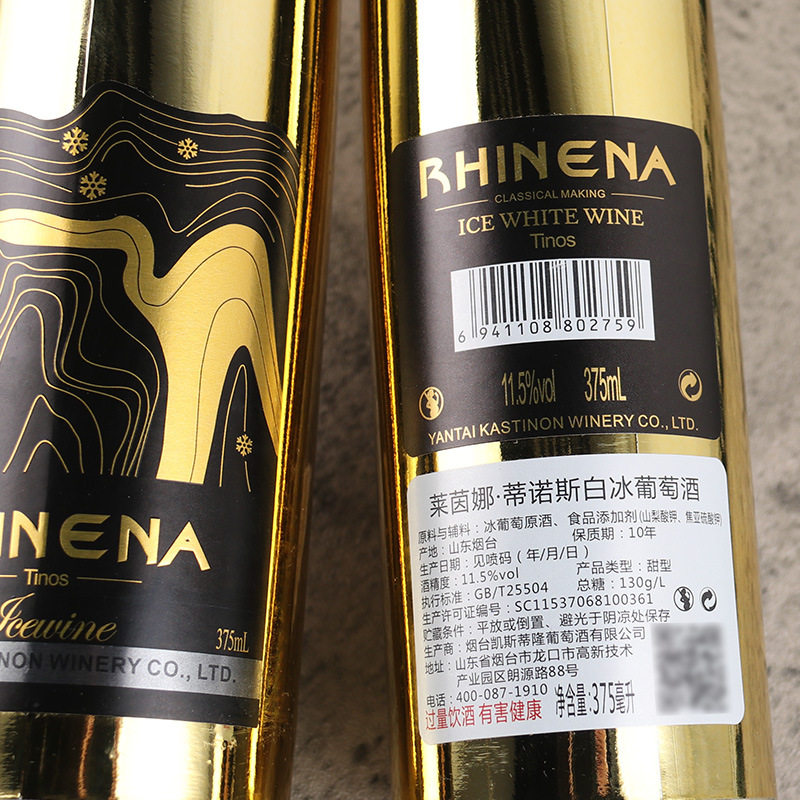 HINENA
Tinos
Icewine
375mL
NON WINERY CO., LTD.
RHINENA
CLASSICAL MAKING
ICE WHITE WINE
Tinos
6 941108 802759
11.5%vol 375mL
YANTAI KASTINON WINERY CO., LTD.
莱茵娜·蒂诺斯白冰葡萄酒
原料与辅料：冰葡萄原酒、食品添加剂(山梨酸钾、焦亚硫酸钾)
产地：山东烟台 保质期：10年
生产日期：见喷码（年/月/日）
酒精度：11.5%vol 产品类型：甜型
执行标准：GB/T25504 总糖：130g/L
生产许可证编号：SC11537068100361
贮藏条件：平放或倒置、避光于阴凉处保存
生产商：烟台凯斯蒂隆葡萄酒有限公司
地址：山东省烟台市龙口市高新技术
产业园区朗源路88号
电话：400-087-1910
过量饮酒 有害健康 净含量:375毫升